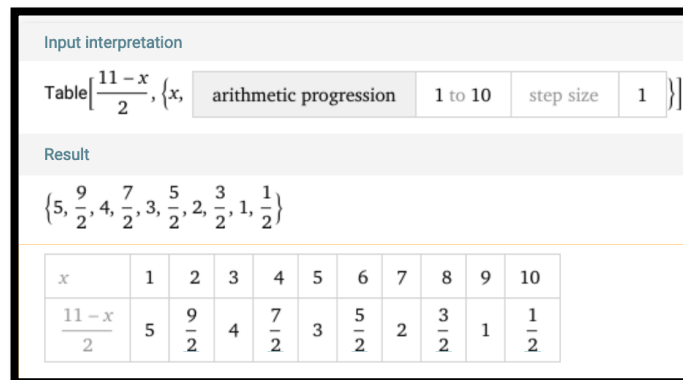 Input interpretation
Table[(11 − x)/2, {x, arithmetic progression 1 to 10 step size 1}]
Result
{5, 9/2, 4, 7/2, 3, 5/2, 2, 3/2, 1, 1/2}
x 1 2 3 4 5 6 7 8 9 10
(11 − x)/2 5 9/2 4 7/2 3 5/2 2 3/2 1 1/2